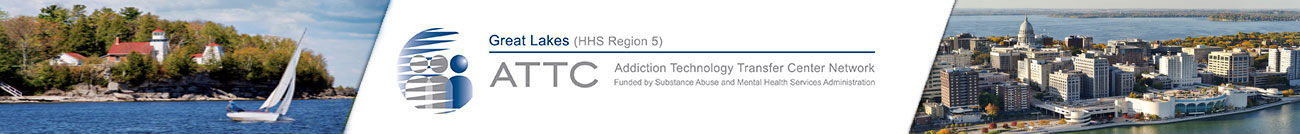 Great Lakes (HHS Region 5)
ATTC Addiction Technology Transfer Center Network
Funded by Substance Abuse and Mental Health Services Administration